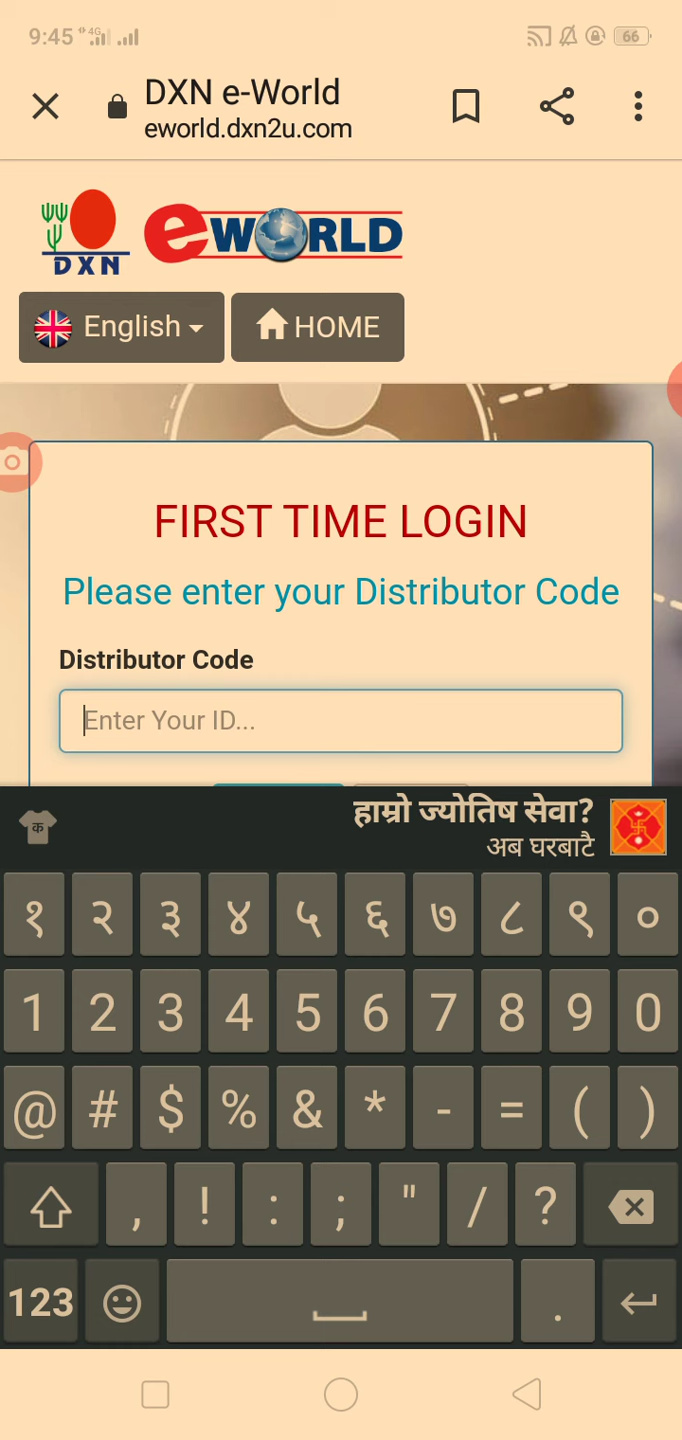 9:45 4G 66
DXN e-World
eworld.dxn2u.com
DXN eWORLD
English HOME
FIRST TIME LOGIN
Please enter your Distributor Code
Distributor Code
Enter Your ID...
हाम्रो ज्योतिष सेवा?
अब घरबाटै
क
१ २ ३ ४ ५ ६ ७ ८ ९ ०
1 2 3 4 5 6 7 8 9 0
@ # $ % & * - = ( )
, ! : ; " / ?
123 .